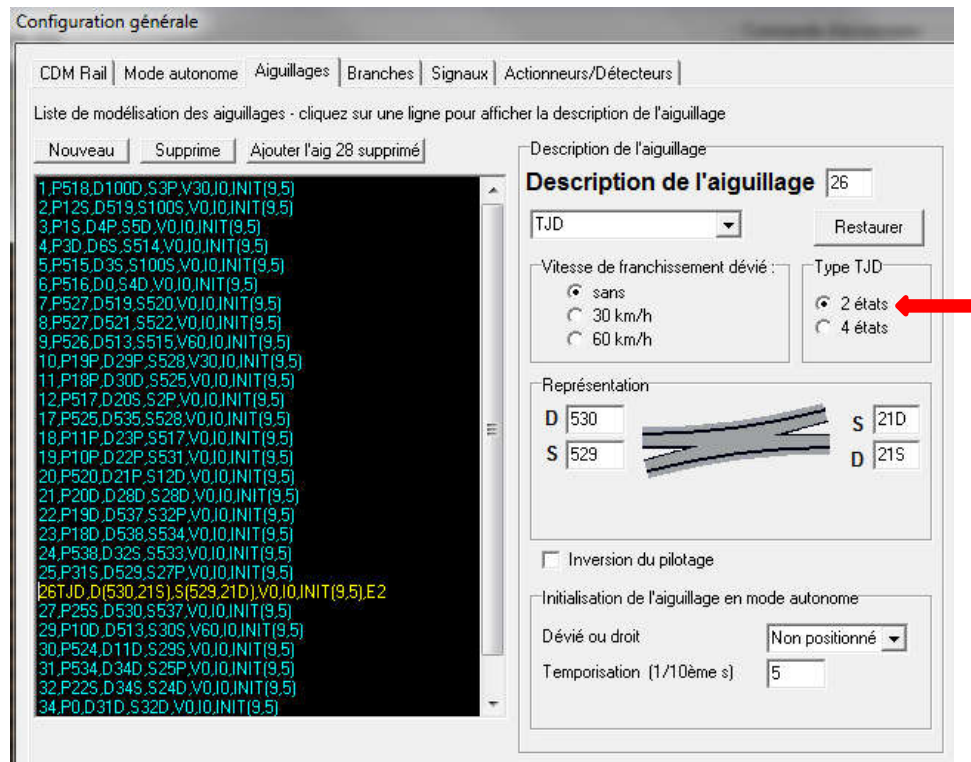 Configuration générale
CDM Rail Mode autonome Aiguillages Branches Signaux Actionneurs/Détecteurs
Liste de modélisation des aiguillages - cliquez sur une ligne pour afficher la description de l'aiguillage
Nouveau Supprime Ajouter l'aig 28 supprimé
1,P518,D100D,S3P,V30,I0,INIT(9,5)
2,P12S,D519,S100S,V0,I0,INIT(9,5)
3,P1S,D4P,S5D,V0,I0,INIT(9,5)
4,P3D,D6S,S514,V0,I0,INIT(9,5)
5,P515,D3S,S100S,V0,I0,INIT(9,5)
6,P516,D0,S4D,V0,I0,INIT(9,5)
7,P527,D519,S520,V0,I0,INIT(9,5)
8,P527,D521,S522,V0,I0,INIT(9,5)
9,P526,D513,S515,V60,I0,INIT(9,5)
10,P19P,D29P,S528,V30,I0,INIT(9,5)
11,P18P,D30D,S525,V0,I0,INIT(9,5)
12,P517,D20S,S2P,V0,I0,INIT(9,5)
17,P525,D535,S528,V0,I0,INIT(9,5)
18,P11P,D23P,S517,V0,I0,INIT(9,5)
19,P10P,D22P,S531,V0,I0,INIT(9,5)
20,P520,D21P,S12D,V0,I0,INIT(9,5)
21,P20D,D28D,S28D,V0,I0,INIT(9,5)
22,P19D,D537,S32P,V0,I0,INIT(9,5)
23,P18D,D538,S534,V0,I0,INIT(9,5)
24,P538,D32S,S533,V0,I0,INIT(9,5)
25,P31S,D529,S27P,V0,I0,INIT(9,5)
26TJD,D(530,21S),S(529,21D),V0,I0,INIT(9,5),E2
27,P25S,D530,S537,V0,I0,INIT(9,5)
29,P10D,D513,S30S,V60,I0,INIT(9,5)
30,P524,D11D,S29S,V0,I0,INIT(9,5)
31,P534,D34D,S25P,V0,I0,INIT(9,5)
32,P22S,D34S,S24D,V0,I0,INIT(9,5)
34,P0,D31D,S32D,V0,I0,INIT(9,5)
Description de l'aiguillage
Description de l'aiguillage 26
TJD Restaurer
Vitesse de franchissement dévié : Type TJD
sans 2 états
30 km/h 4 états
60 km/h
Représentation
D 530 S 21D
S 529 D 21S
Inversion du pilotage
Initialisation de l'aiguillage en mode autonome
Dévié ou droit Non positionné
Temporisation (1/10ème s) 5